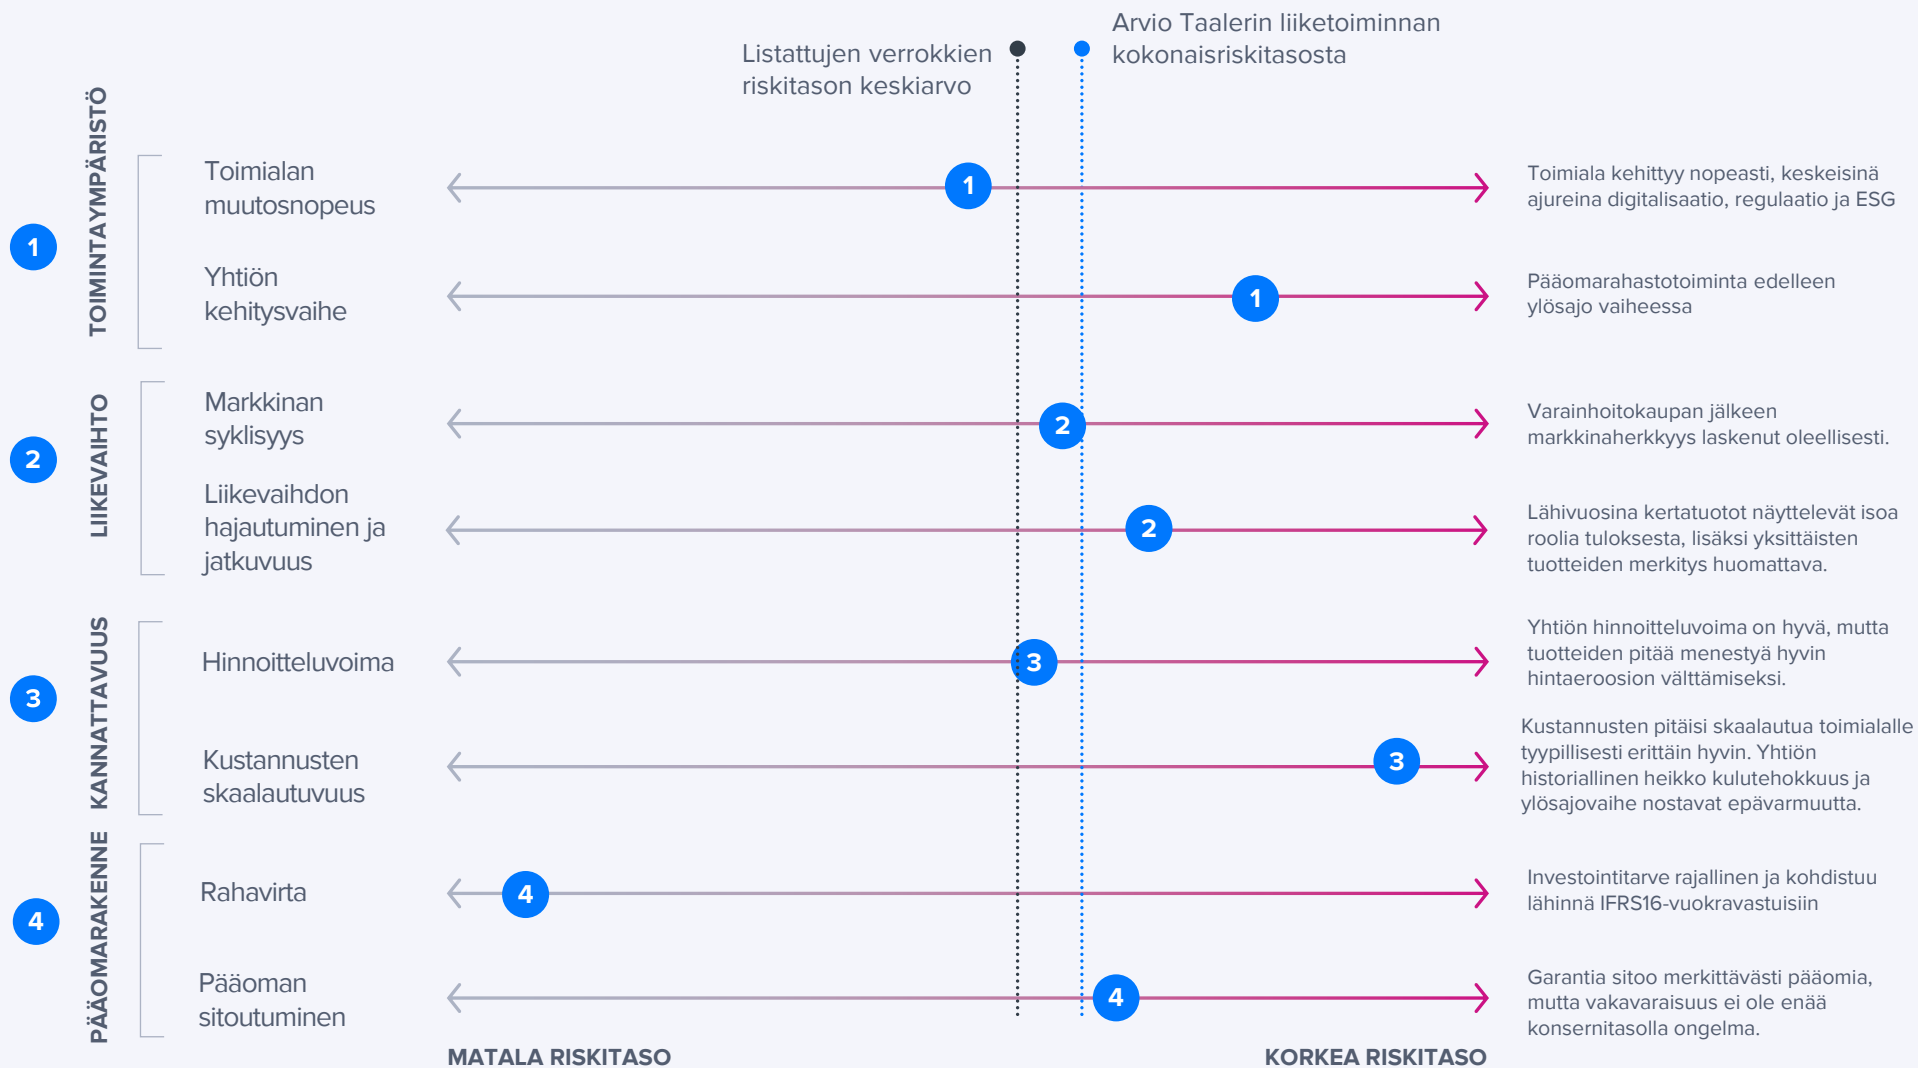 Listattujen verrokkien
riskitason keskiarvo
Arvio Taalerin liiketoiminnan
kokonaisriskitasosta
1
TOIMINTAYMPÄRISTÖ
Toimialan
muutosnopeus
1
Toimiala kehittyy nopeasti, keskeisinä
ajureina digitalisaatio, regulaatio ja ESG
Yhtiön
kehitysvaihe
1
Pääomarahastotoiminta edelleen
ylösajo vaiheessa
2
LIIKEVAIHTO
Markkinan
syklisyys
2
Varainhoitokaupan jälkeen
markkinaherkkyys laskenut oleellisesti.
Liikevaihdon
hajautuminen ja
jatkuvuus
2
Lähivuosina kertatuotot näyttelevät isoa
roolia tuloksesta, lisäksi yksittäisten
tuotteiden merkitys huomattava.
3
KANNATTAVUUS
Hinnoitteluvoima
3
Yhtiön hinnoitteluvoima on hyvä, mutta
tuotteiden pitää menestyä hyvin
hintaeroosion välttämiseksi.
Kustannusten
skaalautuvuus
3
Kustannusten pitäisi skaalautua toimialalle
tyypillisesti erittäin hyvin. Yhtiön
historiallinen heikko kulutehokkuus ja
ylösajovaihe nostavat epävarmuutta.
4
PÄÄOMARAKENNE
Rahavirta
4
Investointitarve rajallinen ja kohdistuu
lähinnä IFRS16-vuokravastuisiin
Pääoman
sitoutuminen
4
Garantia sitoo merkittävästi pääomia,
mutta vakavaraisuus ei ole enää
konsernitasolla ongelma.
MATALA RISKITASO
KORKEA RISKITASO